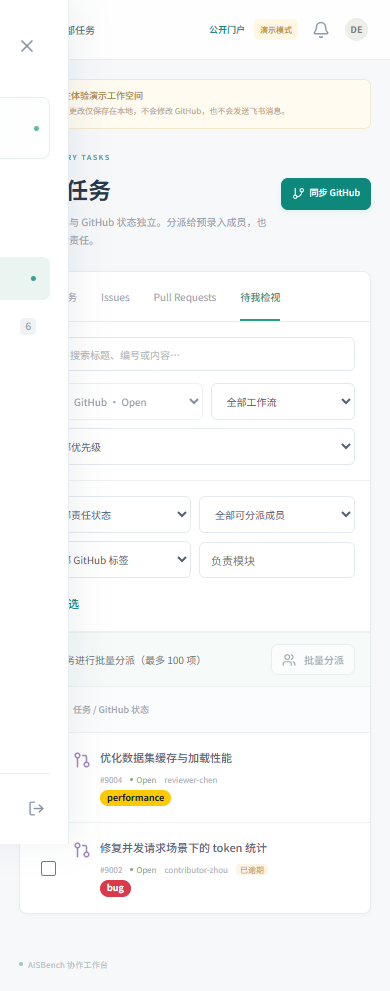 部任务
公开门户
演示模式
DE
体验演示工作空间
更改仅保存在本地，不会修改 GitHub，也不会发送飞书消息。
RY TASKS
任务
与 GitHub 状态独立。分派给预录入成员，也
责任。
同步 GitHub
务
Issues
Pull Requests
待我检视
搜索标题、编号或内容…
GitHub · Open
全部工作流
部优先级
6
部责任状态
全部可分派成员
部 GitHub 标签
负责模块
选
务进行批量分派（最多 100 项）
批量分派
任务 / GitHub 状态
优化数据集缓存与加载性能
#9004 • Open reviewer-chen
performance
修复并发请求场景下的 token 统计
#9002 • Open contributor-zhou 已逾期
bug
AISBench 协作工作台